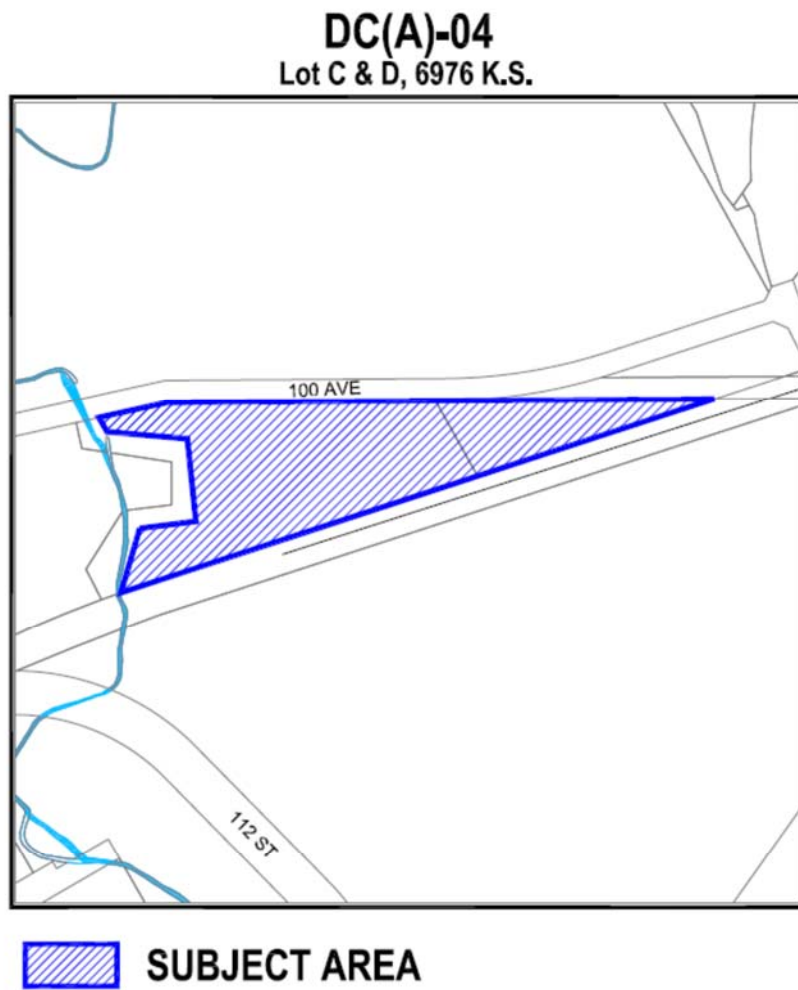 DC(A)-04
Lot C & D, 6976 K.S.
100 AVE
112 ST
SUBJECT AREA